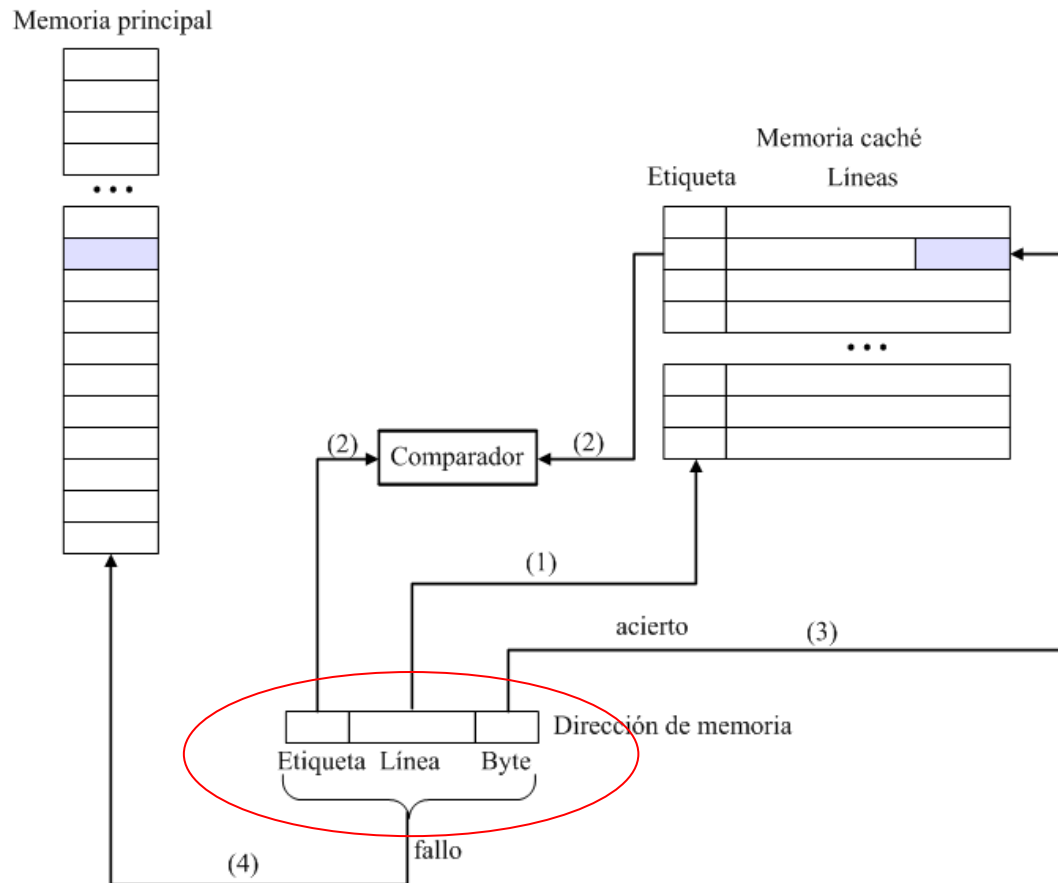 Memoria principal
Memoria caché
Etiqueta Líneas
(2) Comparador (2)
(1)
acierto (3)
Dirección de memoria
Etiqueta Línea Byte
fallo
(4)